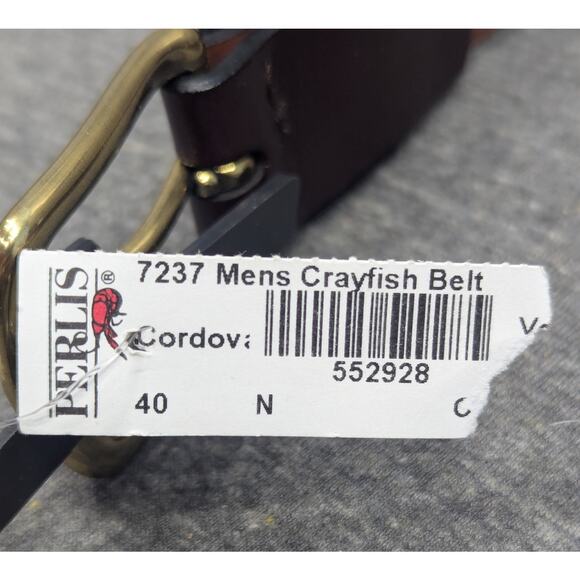 PERLIS ®
7237 Mens Crayfish Belt
Cordova
552928
40 N